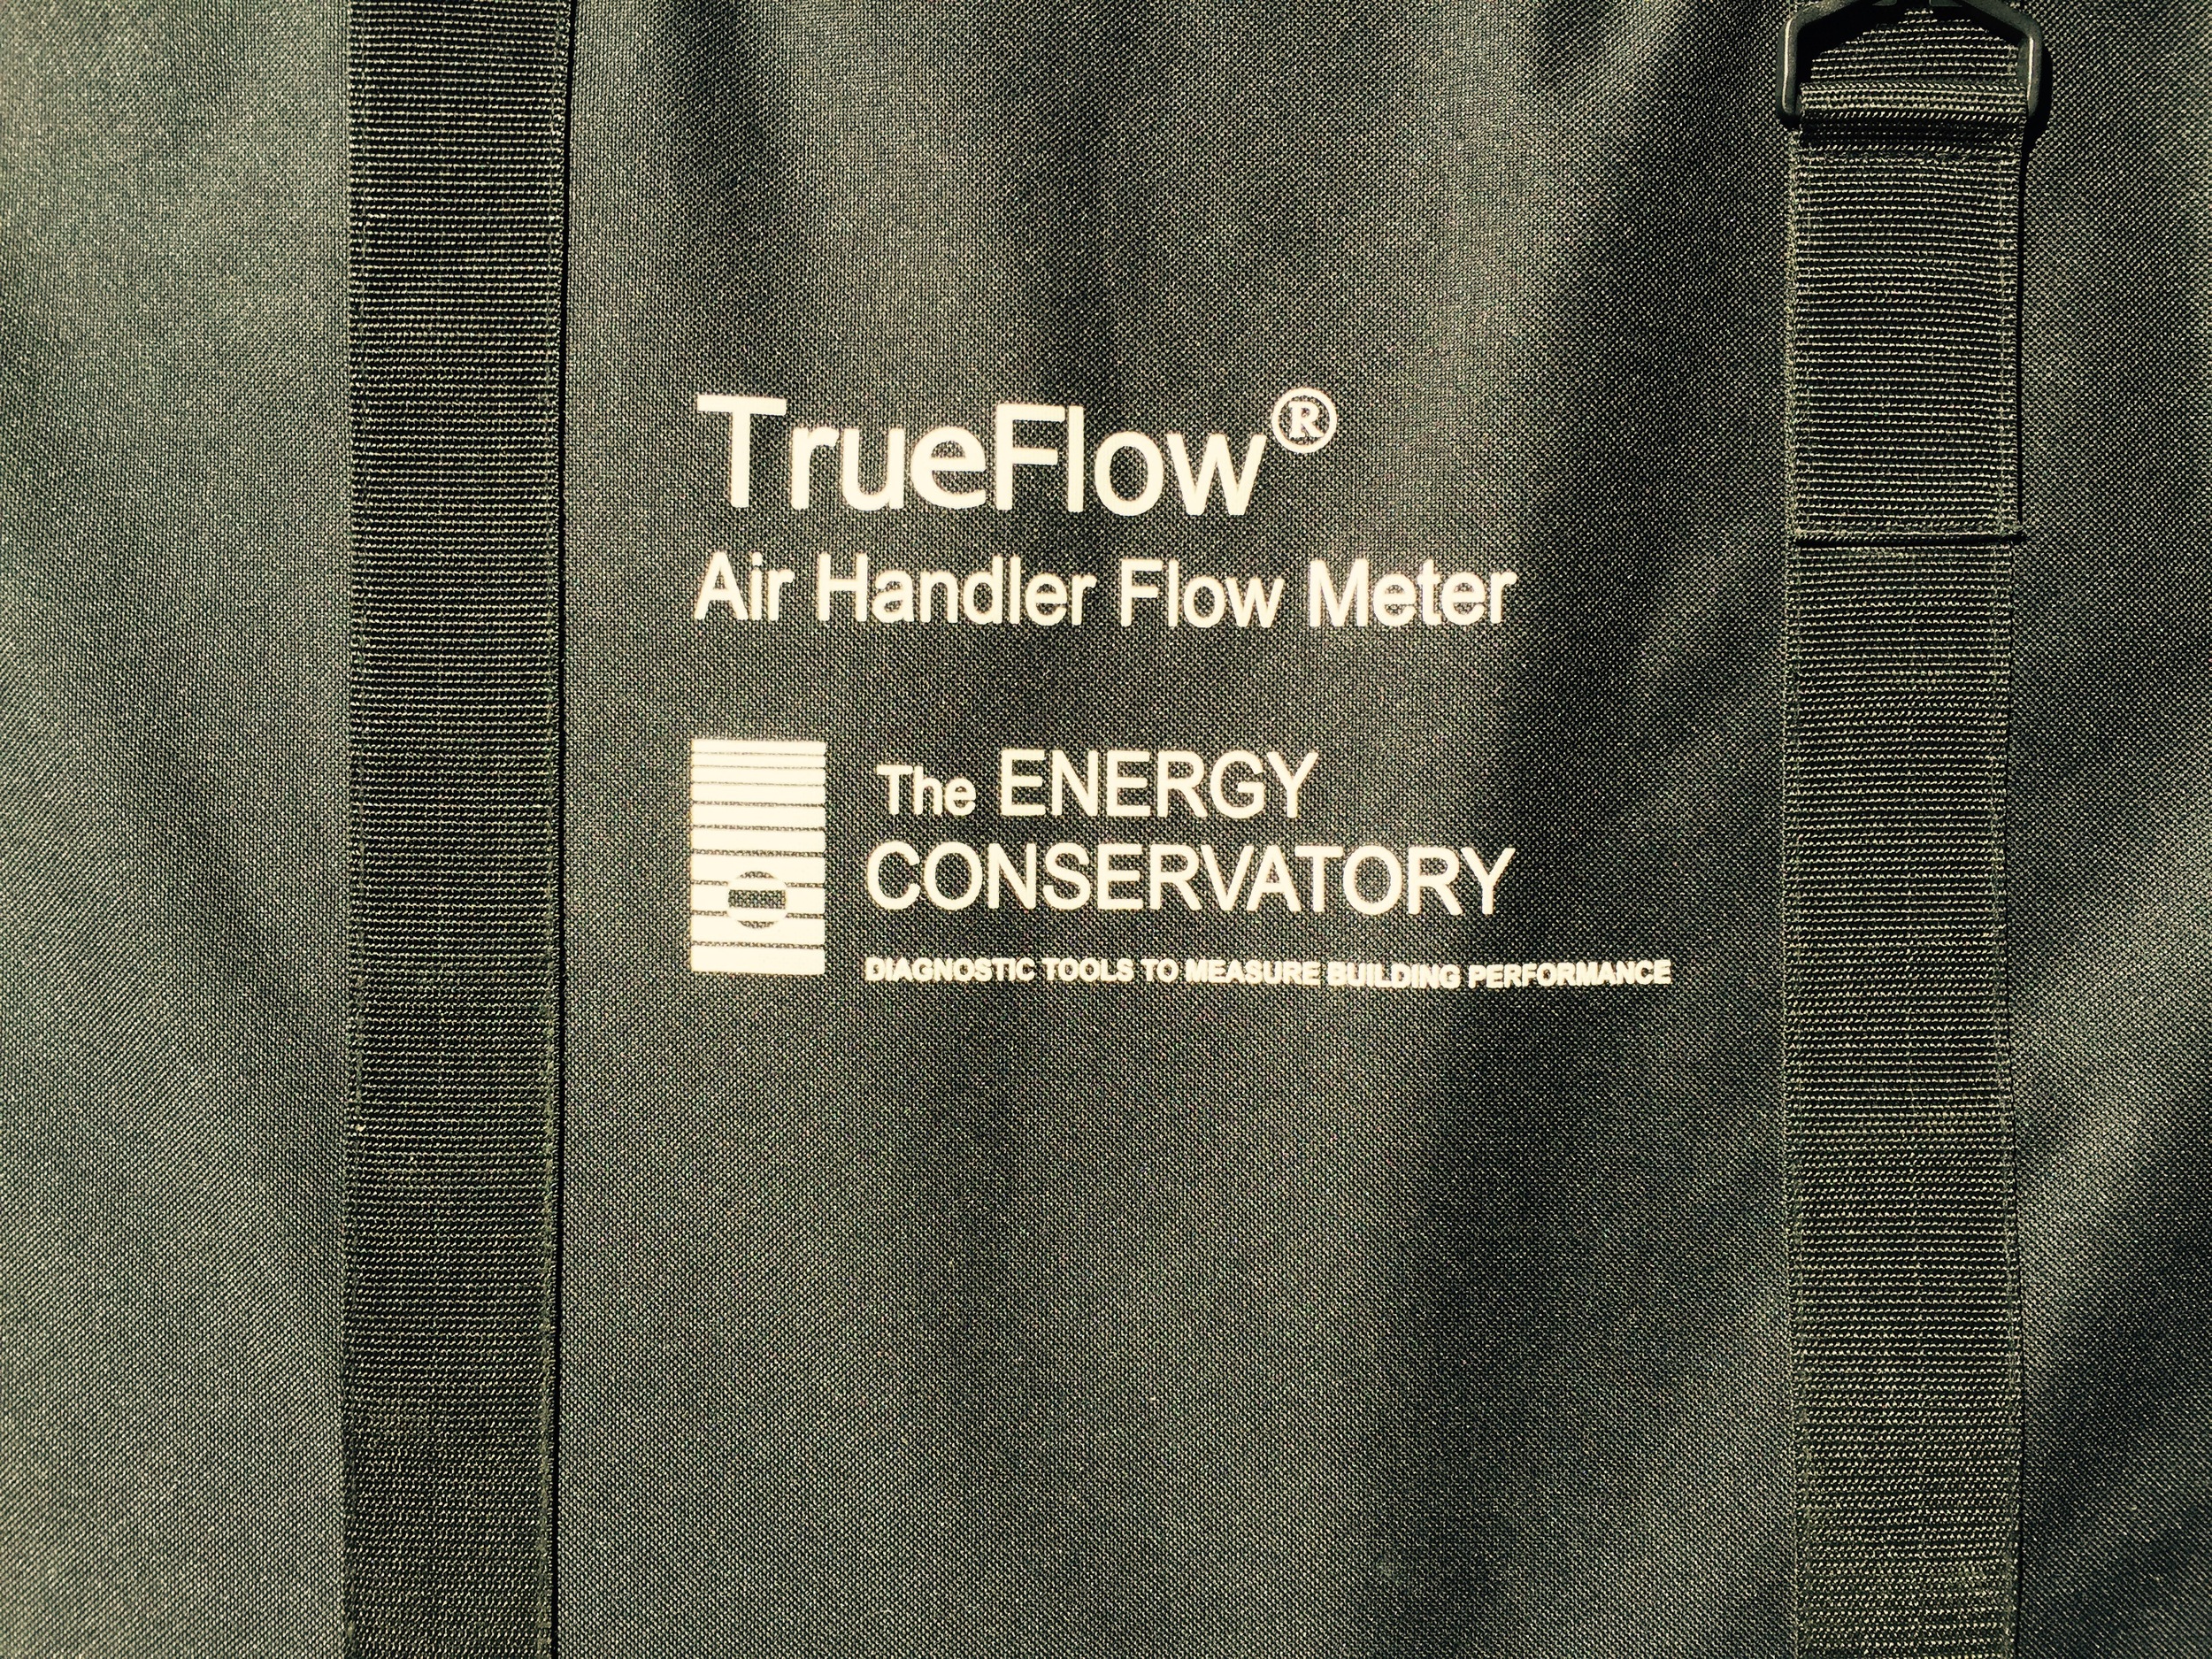 TrueFlow®
Air Handler Flow Meter
The ENERGY
CONSERVATORY
DIAGNOSTIC TOOLS TO MEASURE BUILDING PERFORMANCE